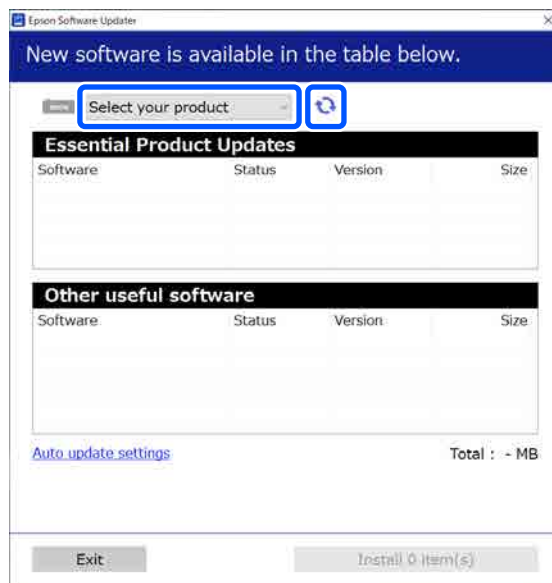 Epson Software Updater
New software is available in the table below.
Select your product
Essential Product Updates
Software Status Version Size
Other useful software
Software Status Version Size
Auto update settings Total : - MB
Exit Install 0 item(s)